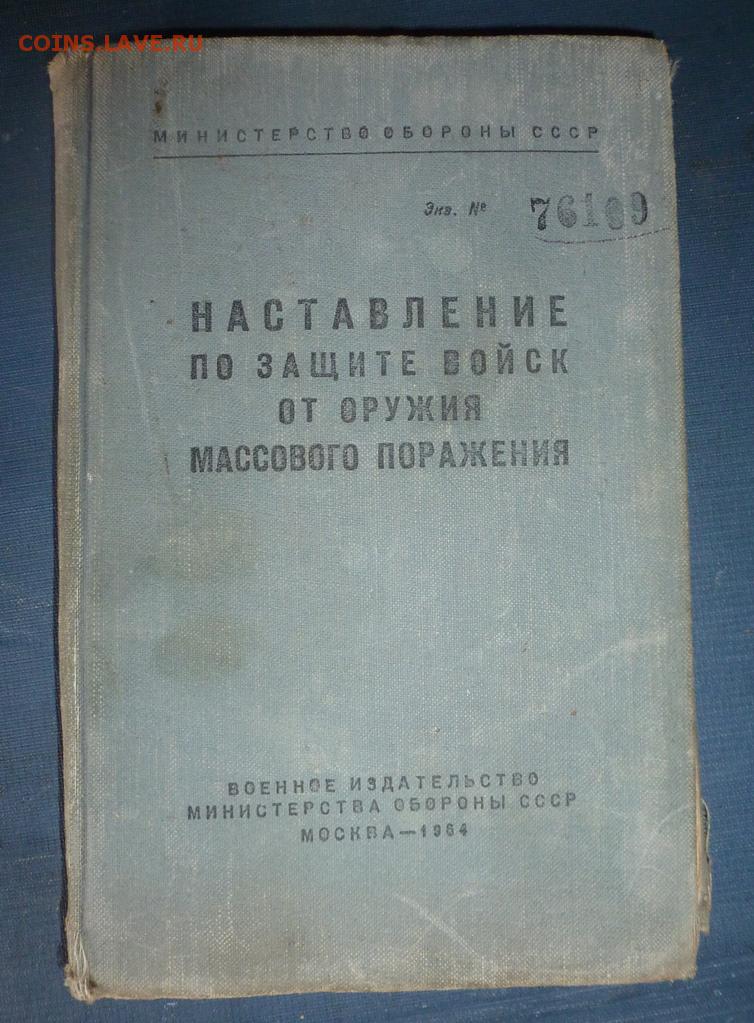 COINS.LAVE.RU
МИНИСТЕРСТВО ОБОРОНЫ СССР
Экз. № 76169
НАСТАВЛЕНИЕ
ПО ЗАЩИТЕ ВОЙСК
ОТ ОРУЖИЯ
МАССОВОГО ПОРАЖЕНИЯ
ВОЕННОЕ ИЗДАТЕЛЬСТВО
МИНИСТЕРСТВА ОБОРОНЫ СССР
МОСКВА—1964